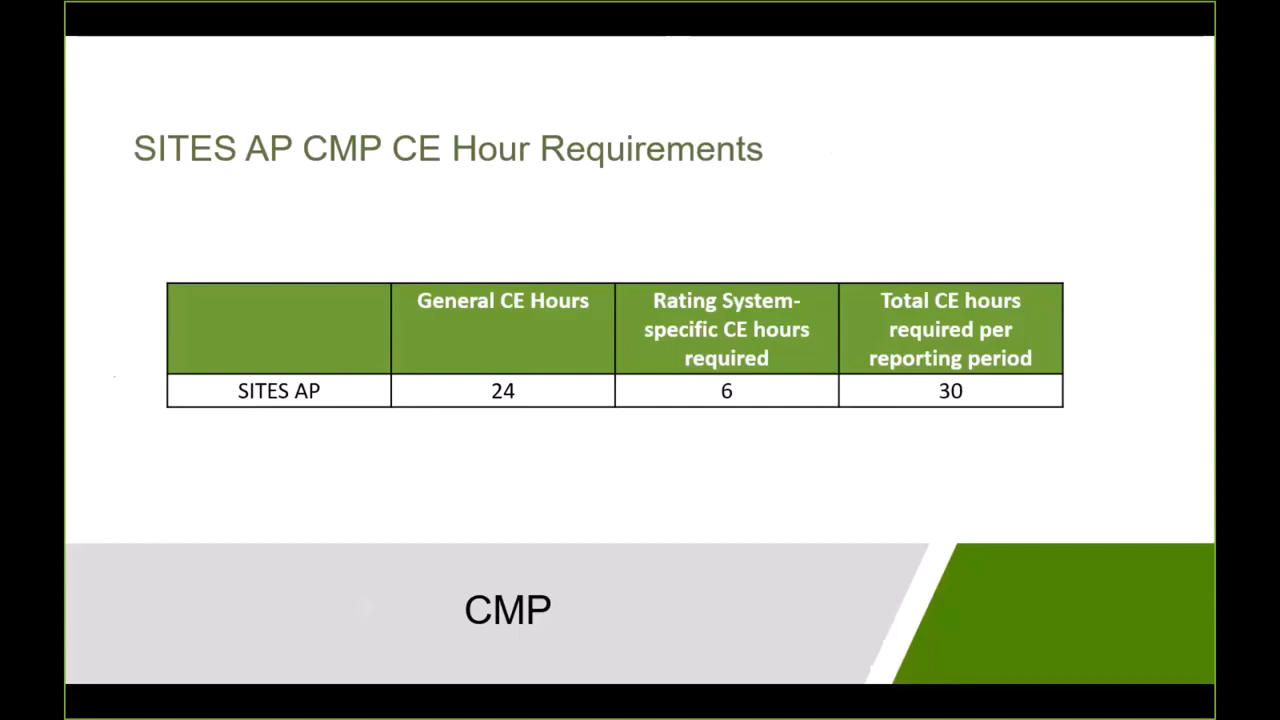 SITES AP CMP CE Hour Requirements
General CE Hours
Rating System-
specific CE hours
required
Total CE hours
required per
reporting period
SITES AP
24
6
30
CMP